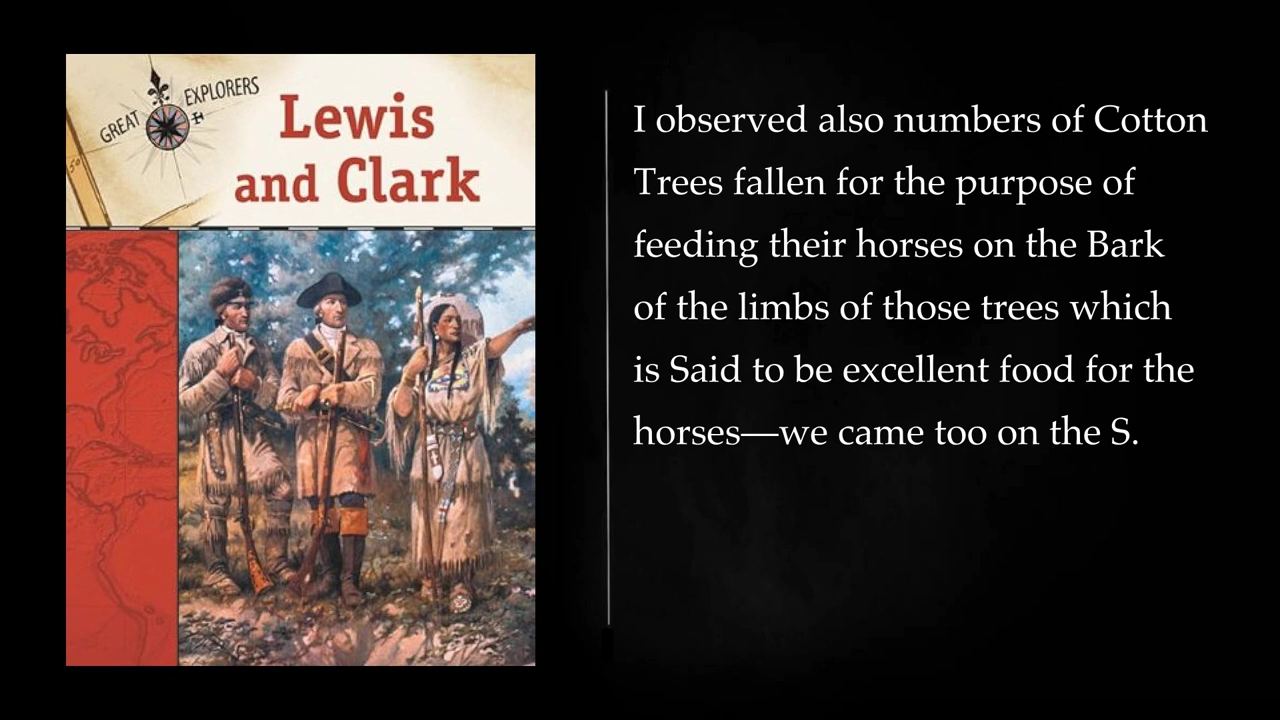 GREAT EXPLORERS
Lewis
and Clark
50
I observed also numbers of Cotton
Trees fallen for the purpose of
feeding their horses on the Bark
of the limbs of those trees which
is Said to be excellent food for the
horses—we came too on the S.